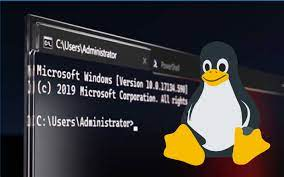 C:\Users\Administrator
PowerShell
Microsoft Windows [Version 10.0.17134.590]
(c) 2019 Microsoft Corporation. All rights
C:\Users\Administrator>